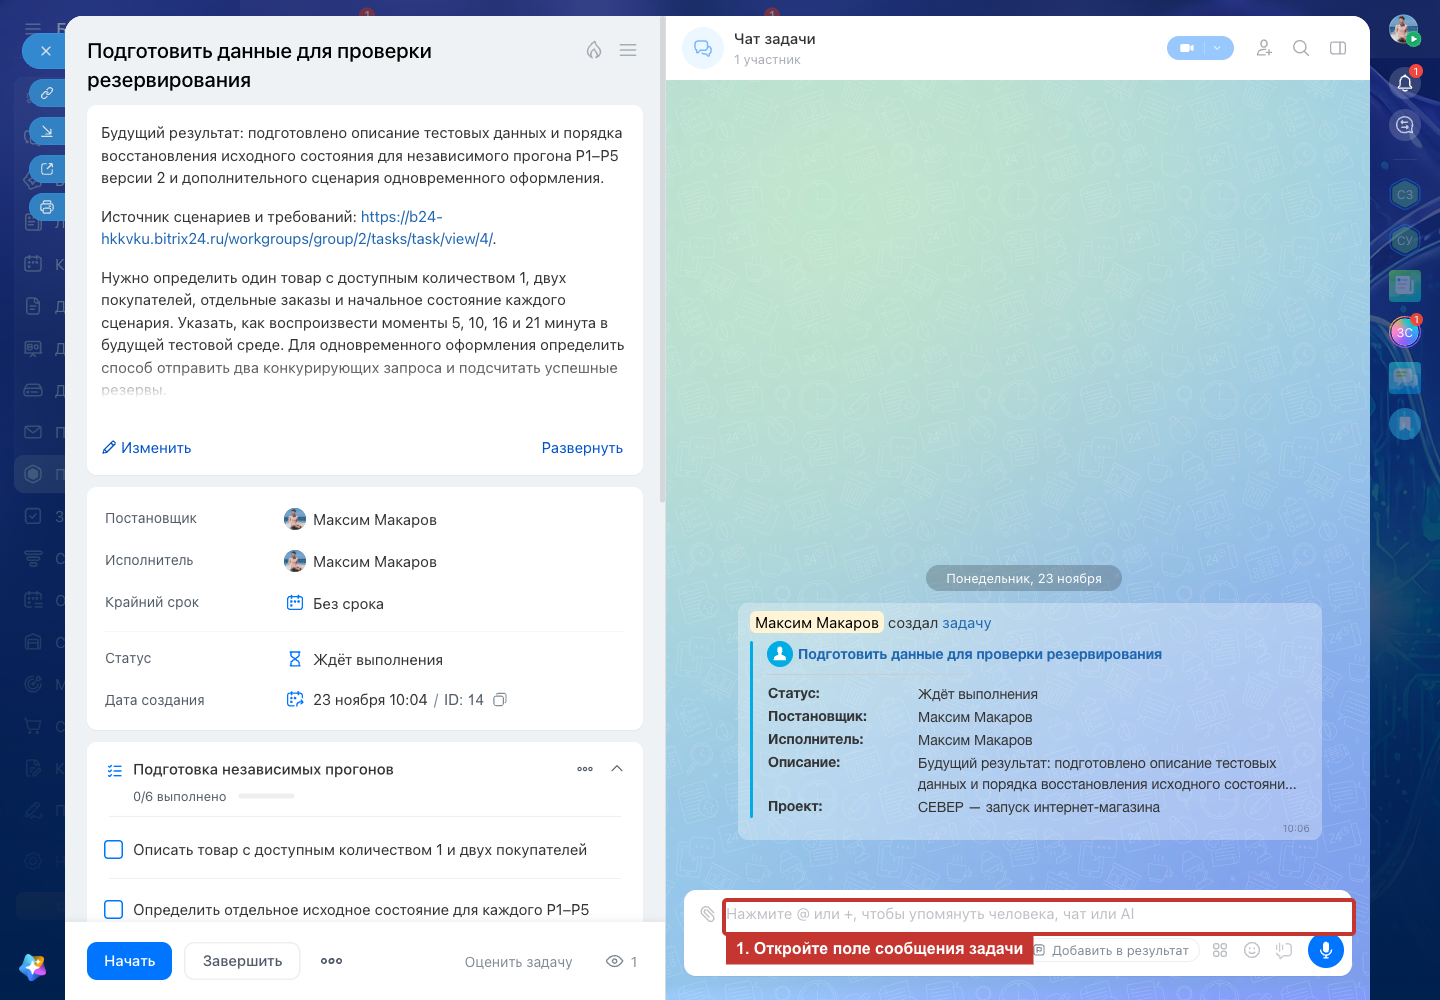 Подготовить данные для проверки
резервирования
Будущий результат: подготовлено описание тестовых данных и порядка
восстановления исходного состояния для независимого прогона P1–P5
версии 2 и дополнительного сценария одновременного оформления.
Источник сценариев и требований: https://b24-
hkkvku.bitrix24.ru/workgroups/group/2/tasks/task/view/4/.
Нужно определить один товар с доступным количеством 1, двух
покупателей, отдельные заказы и начальное состояние каждого
сценария. Указать, как воспроизвести моменты 5, 10, 16 и 21 минута в
будущей тестовой среде. Для одновременного оформления определить
способ отправить два конкурирующих запроса и подсчитать успешные
резервы.
Изменить
Развернуть
Постановщик
Максим Макаров
Исполнитель
Максим Макаров
Крайний срок
Без срока
Статус
Ждёт выполнения
Дата создания
23 ноября 10:04 / ID: 14
Подготовка независимых прогонов
0/6 выполнено
Описать товар с доступным количеством 1 и двух покупателей
Определить отдельное исходное состояние для каждого P1–P5
Начать
Завершить
Оценить задачу
1
Чат задачи
1 участник
Понедельник, 23 ноября
Максим Макаров создал задачу
Подготовить данные для проверки резервирования
Статус: Ждёт выполнения
Постановщик: Максим Макаров
Исполнитель: Максим Макаров
Описание: Будущий результат: подготовлено описание тестовых
данных и порядка восстановления исходного состояни...
Проект: СЕВЕР — запуск интернет-магазина
10:06
Нажмите @ или +, чтобы упомянуть человека, чат или AI
1. Откройте поле сообщения задачи
Добавить в результат
1
СЗ
СУ
1
ЗС